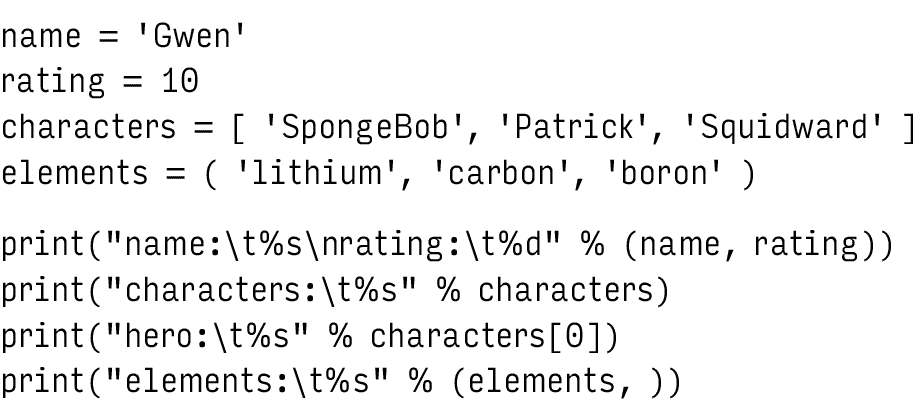 name = 'Gwen'
rating = 10
characters = [ 'SpongeBob', 'Patrick', 'Squidward' ]
elements = ( 'lithium', 'carbon', 'boron' )
print("name:\t%s\nrating:\t%d" % (name, rating))
print("characters:\t%s" % characters)
print("hero:\t%s" % characters[0])
print("elements:\t%s" % (elements, ))